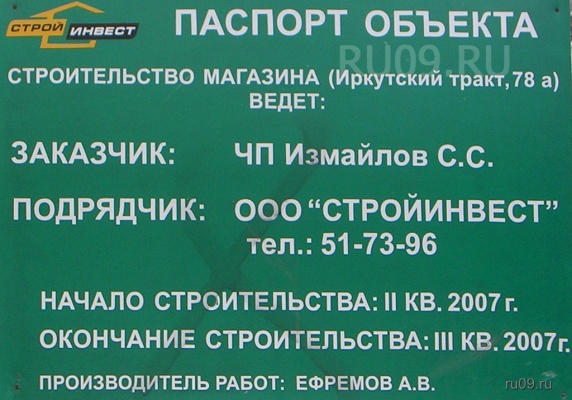 СТРОЙ ИНВЕСТ
ПАСПОРТ ОБЪЕКТА
RU09.RU
СТРОИТЕЛЬСТВО МАГАЗИНА (Иркутский тракт, 78 а)
ВЕДЕТ:
ЗАКАЗЧИК: ЧП Измайлов С.С.
ПОДРЯДЧИК: ООО “СТРОЙИНВЕСТ”
тел.: 51-73-96
НАЧАЛО СТРОИТЕЛЬСТВА: II КВ. 2007 г.
ОКОНЧАНИЕ СТРОИТЕЛЬСТВА: III КВ. 2007г.
ПРОИЗВОДИТЕЛЬ РАБОТ: ЕФРЕМОВ А.В.
ru09.ru